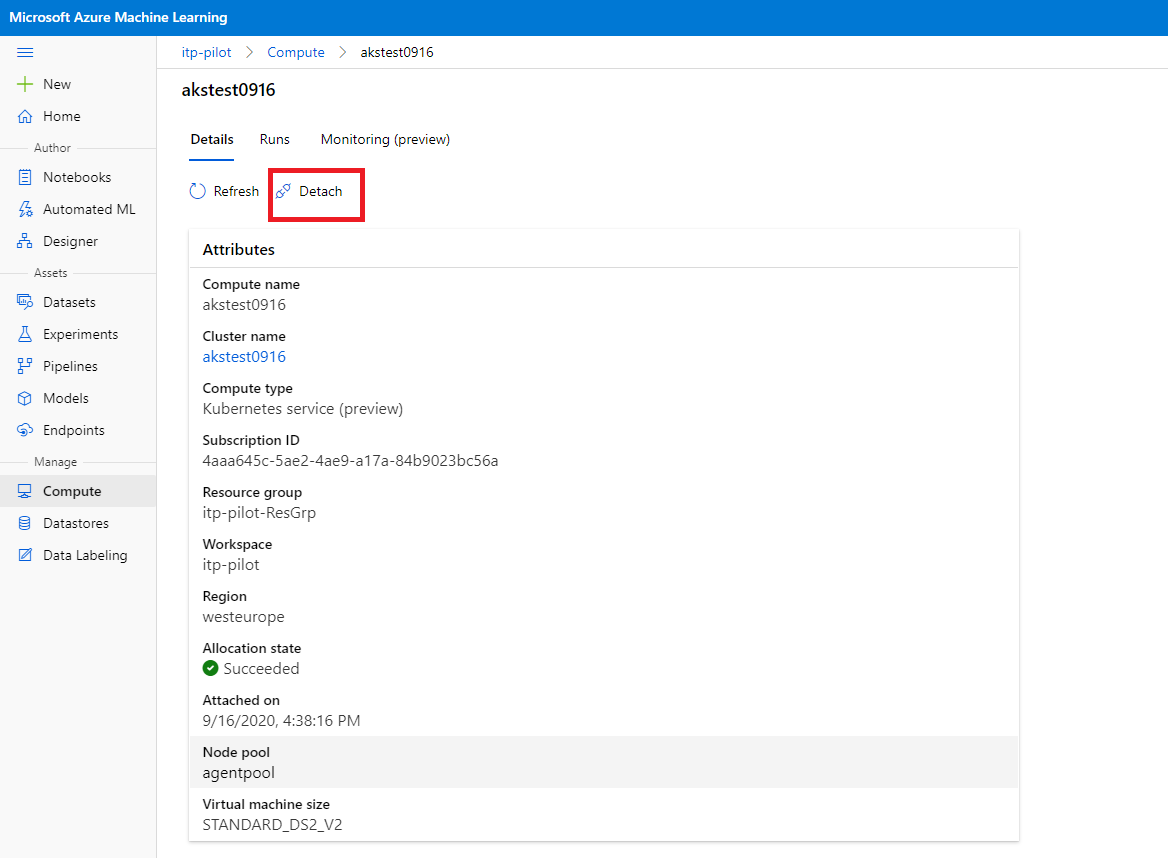 Microsoft Azure Machine Learning
itp-pilot > Compute > akstest0916
New
Home
Author
Notebooks
Automated ML
Designer
Assets
Datasets
Experiments
Pipelines
Models
Endpoints
Manage
Compute
Datastores
Data Labeling
akstest0916
Details Runs Monitoring (preview)
Refresh Detach
Attributes
Compute name
akstest0916
Cluster name
akstest0916
Compute type
Kubernetes service (preview)
Subscription ID
4aaa645c-5ae2-4ae9-a17a-84b9023bc56a
Resource group
itp-pilot-ResGrp
Workspace
itp-pilot
Region
westeurope
Allocation state
Succeeded
Attached on
9/16/2020, 4:38:16 PM
Node pool
agentpool
Virtual machine size
STANDARD_DS2_V2